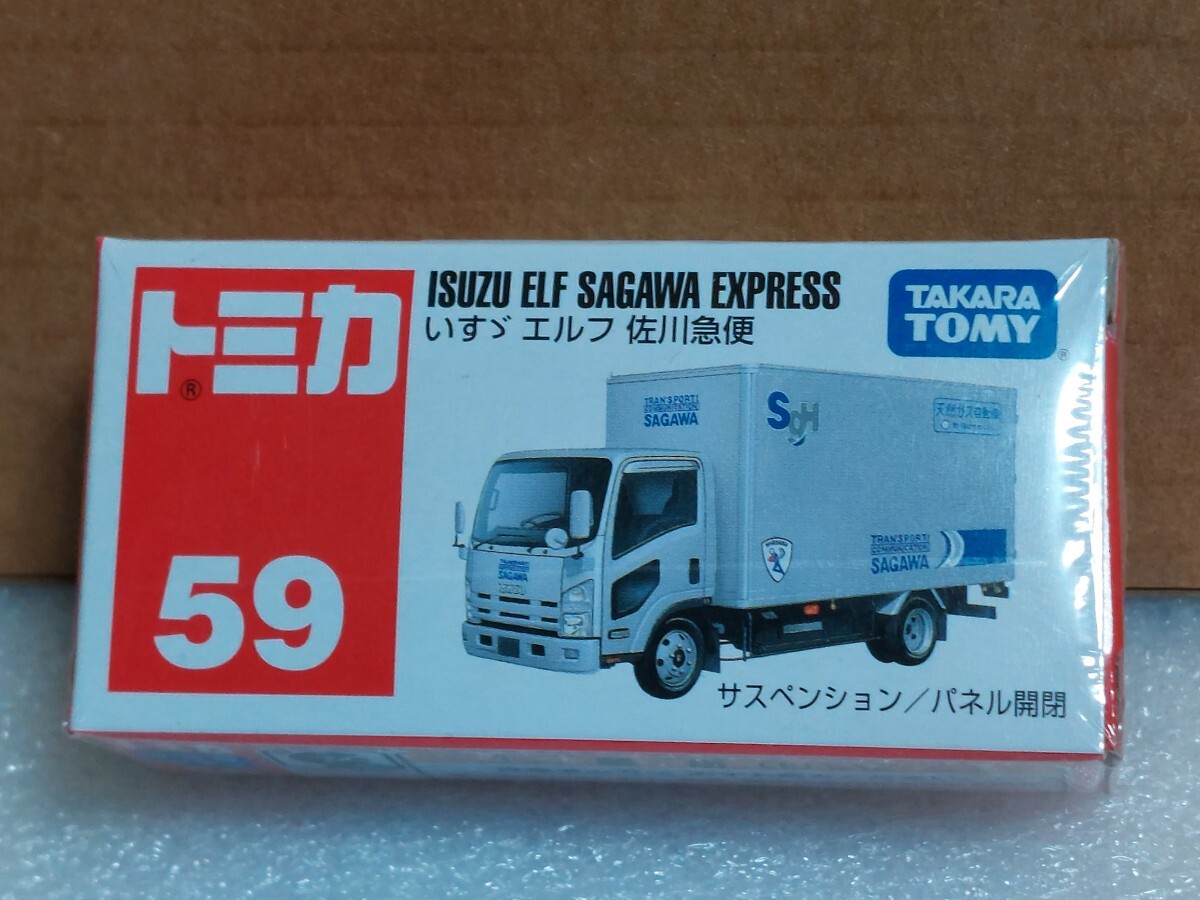 トミカ
®
59
ISUZU ELF SAGAWA EXPRESS
いすゞ エルフ 佐川急便
TAKARA
TOMY
®
TRANSPORT!
COMMUNICATION
SAGAWA
SGH
天然ガス自動車
TRANSPORT!
COMMUNICATION
SAGAWA
SAGAWA
ISUZU
サスペンション/パネル開閉